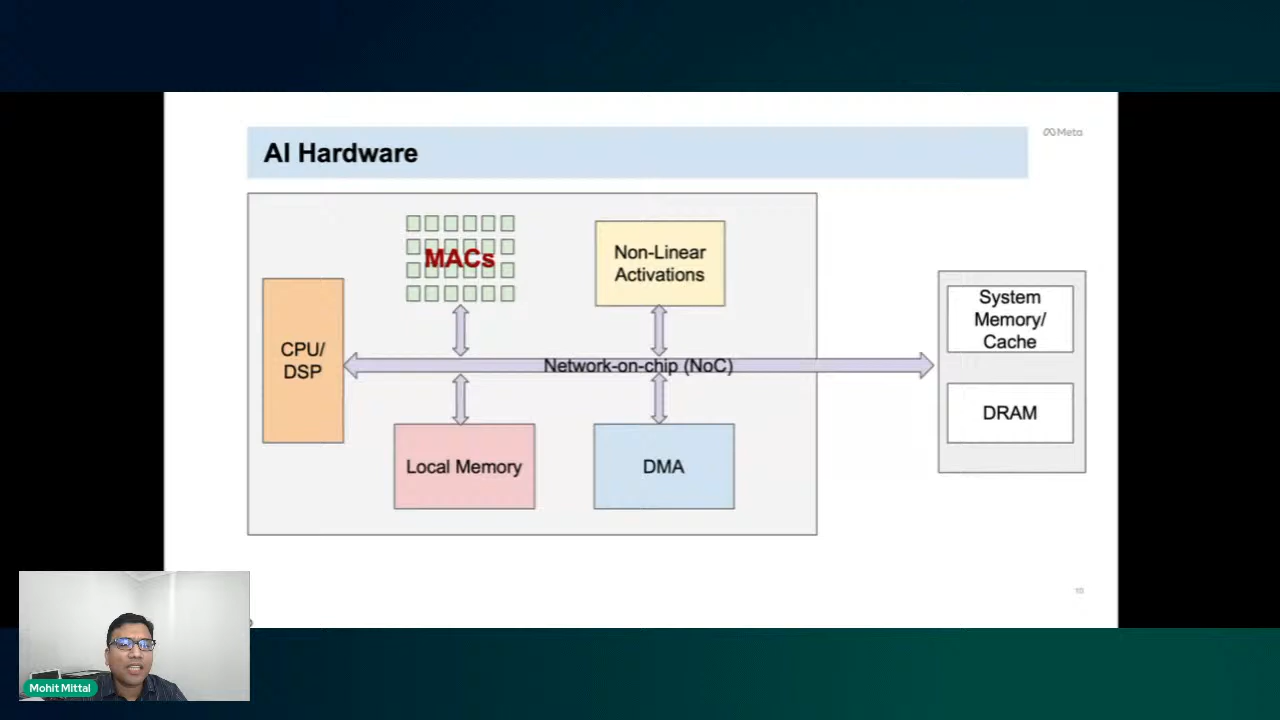 AI Hardware
Meta
MACs
Non-Linear
Activations
CPU/
DSP
Network-on-chip (NoC)
System
Memory/
Cache
DRAM
Local Memory
DMA
10
Mohit Mittal